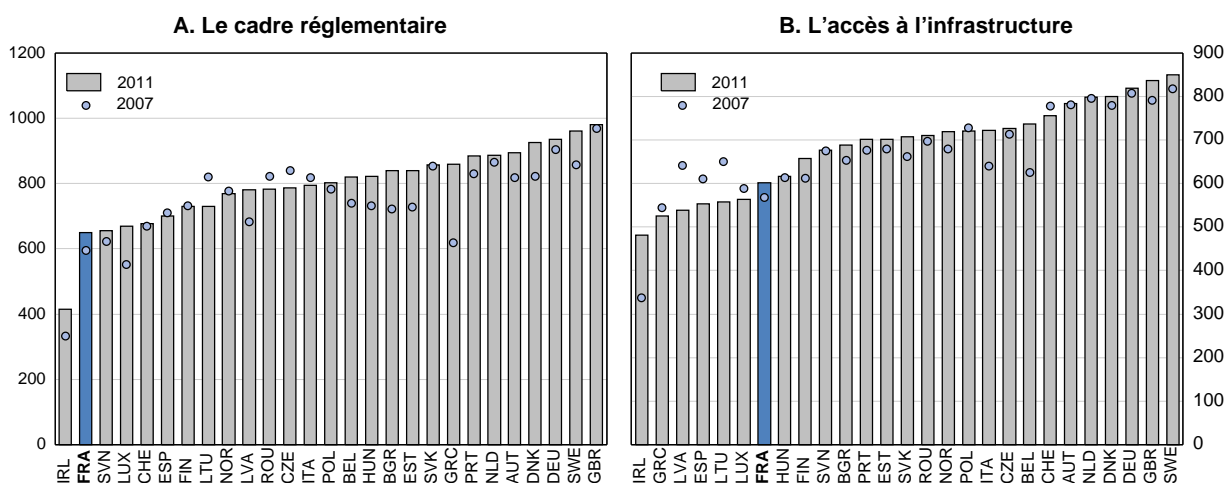 A. Le cadre réglementaire
1200
1000
800
600
400
200
0
2011
2007
IRL
FRA
SVN
LUX
CHE
ESP
FIN
LTU
NOR
LVA
ROU
CZE
ITA
POL
BEL
HUN
BGR
EST
SVK
GRC
PRT
NLD
AUT
DNK
DEU
SWE
GBR
B. L’accès à l’infrastructure
900
800
700
600
500
400
300
200
100
0
2011
2007
IRL
GRC
LVA
ESP
LTU
LUX
FRA
HUN
FIN
SVN
BGR
PRT
EST
SVK
ROU
NOR
POL
ITA
CZE
BEL
CHE
AUT
NLD
DNK
DEU
GBR
SWE